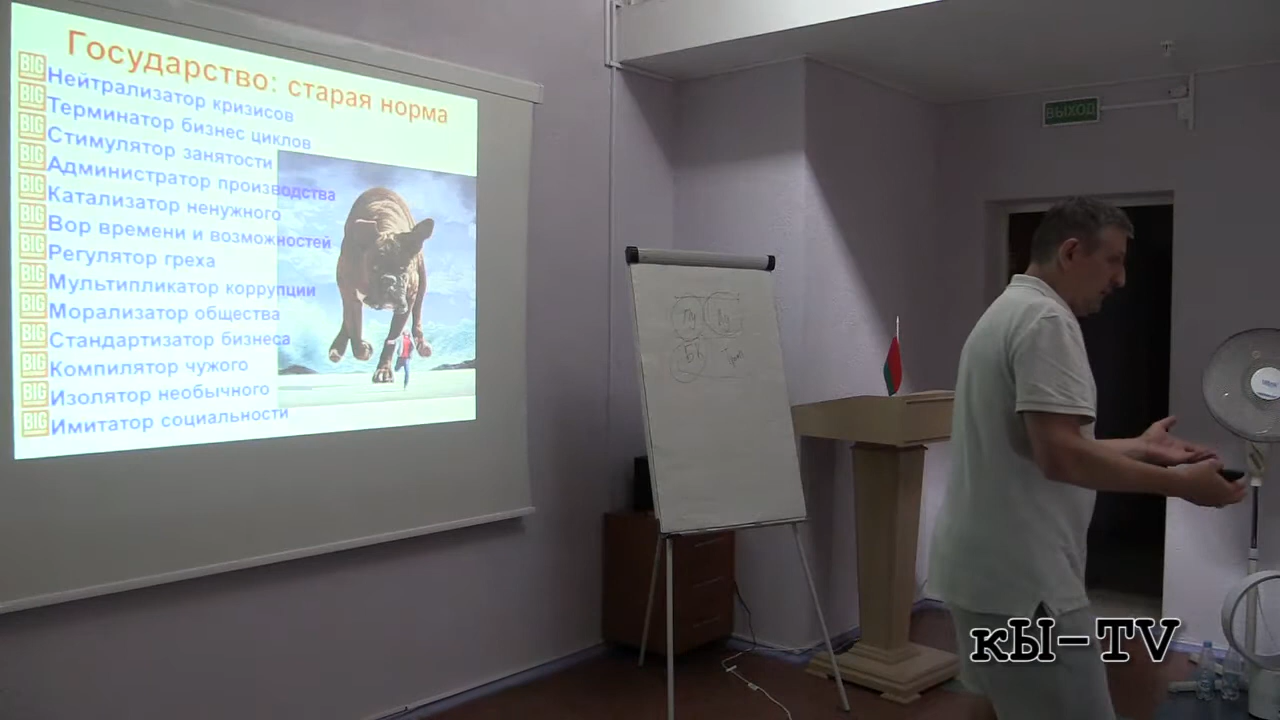 Государство: старая норма
BIG Нейтрализатор кризисов
BIG Терминатор бизнес циклов
BIG Стимулятор занятости
BIG Администратор производства
BIG Катализатор ненужного
BIG Вор времени и возможностей
BIG Регулятор греха
BIG Мультипликатор коррупции
BIG Морализатор общества
BIG Стандартизатор бизнеса
BIG Компилятор чужого
BIG Изолятор необычного
BIG Имитатор социальности
ВЫХОД
кЫ-TV